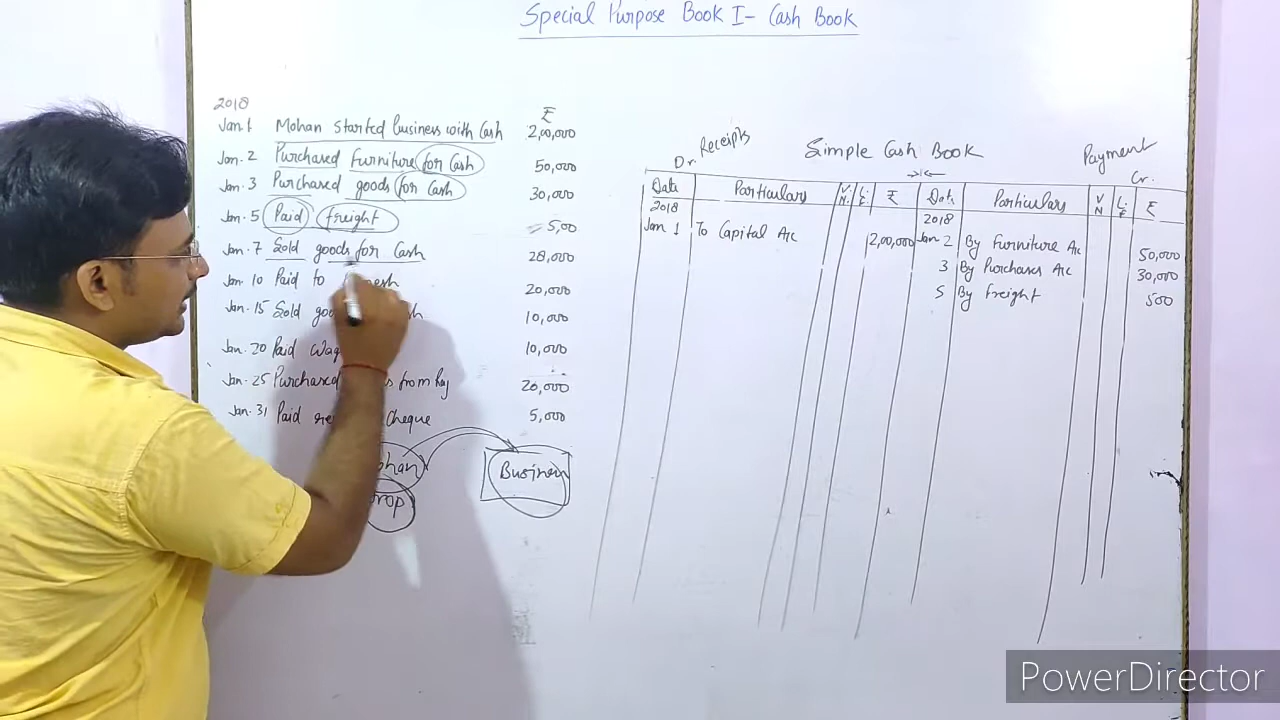 Special Purpose Book I- Cash Book
2018
₹
Jan.1 Mohan started business with Cash 2,00,000
Jan.2 Purchased furniture for Cash 50,000
Jan.3 Purchased goods for Cash 30,000
Jan.5 Paid freight 5,00
Jan.7 Sold goods for Cash 28,000
Jan.10 Paid to 20,000
Jan.15 Sold 10,000
Jan.20 Paid 10,000
Jan.25 Purchased from Raj 20,000
Jan.31 Paid Cheque 5,000
Business
Receipts Simple Cash Book Payment
Dr. Cr.
Date Particulars V.N. L.F. ₹ Date Particulars V.N. L.F. ₹
2018 2018
Jan 1 To Capital A/c 2,00,000 Jan 2 By Furniture A/c 50,000
3 By Purchases A/c 30,000
5 By freight 500
PowerDirector